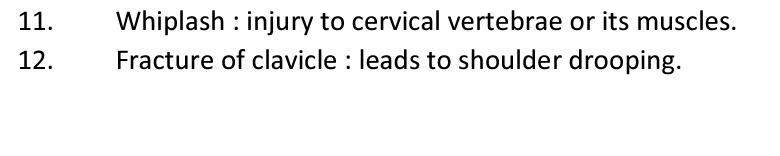 11. Whiplash : injury to cervical vertebrae or its muscles.
12. Fracture of clavicle : leads to shoulder drooping.